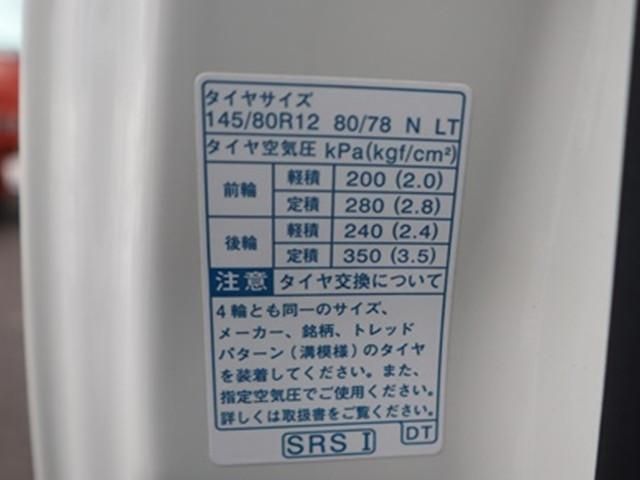 タイヤサイズ
145/80R12 80/78 N LT
タイヤ空気圧 kPa(kgf/cm²)
前輪 軽積 200 (2.0)
定積 280 (2.8)
後輪 軽積 240 (2.4)
定積 350 (3.5)
注意 タイヤ交換について
4輪とも同一のサイズ、
メーカー、銘柄、トレッド
パターン(溝模様)のタイヤ
を装着してください。また、
指定空気圧でご使用ください。
詳しくは取扱書をご覧ください。
SRS I DT